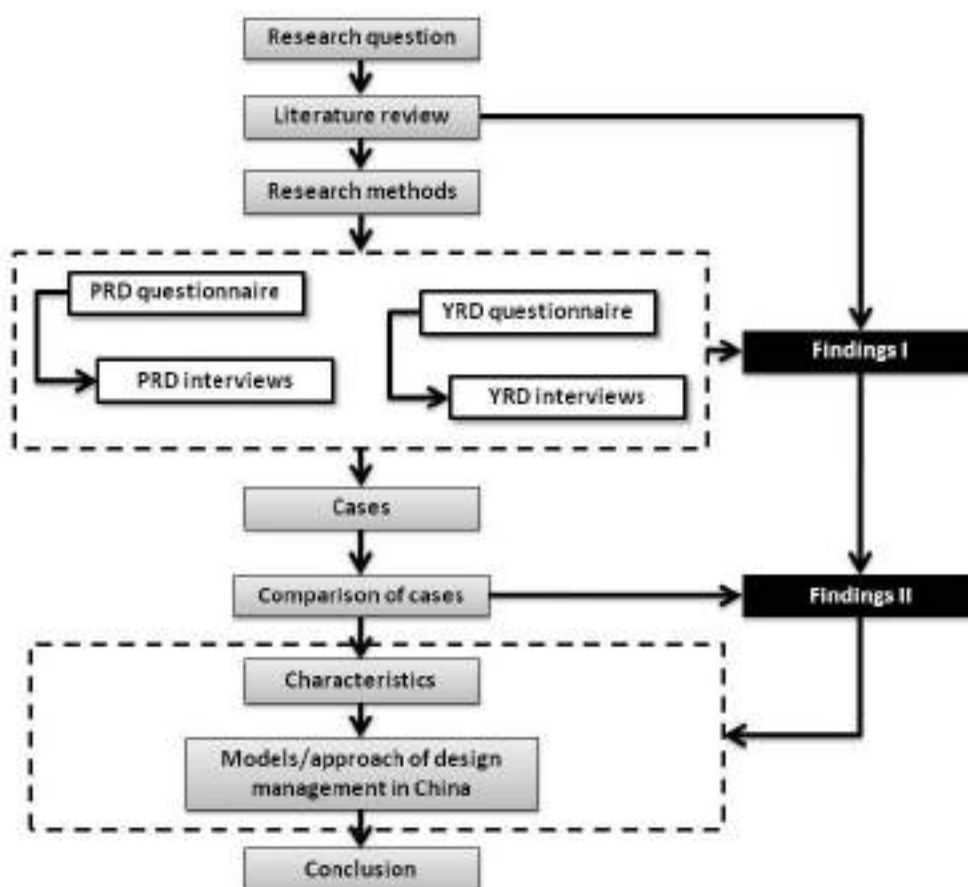 Research question
Literature review
Research methods
PRD questionnaire
YRD questionnaire
Findings I
PRD interviews
YRD interviews
Cases
Comparison of cases
Findings II
Characteristics
Models/approach of design
management in China
Conclusion